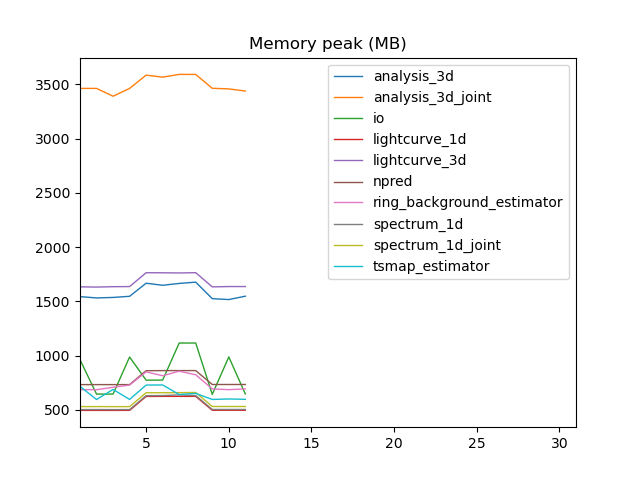 Memory peak (MB)
3500
3000
2500
2000
1500
1000
500
5
10
15
20
25
30
analysis_3d
analysis_3d_joint
io
lightcurve_1d
lightcurve_3d
npred
ring_background_estimator
spectrum_1d
spectrum_1d_joint
tsmap_estimator